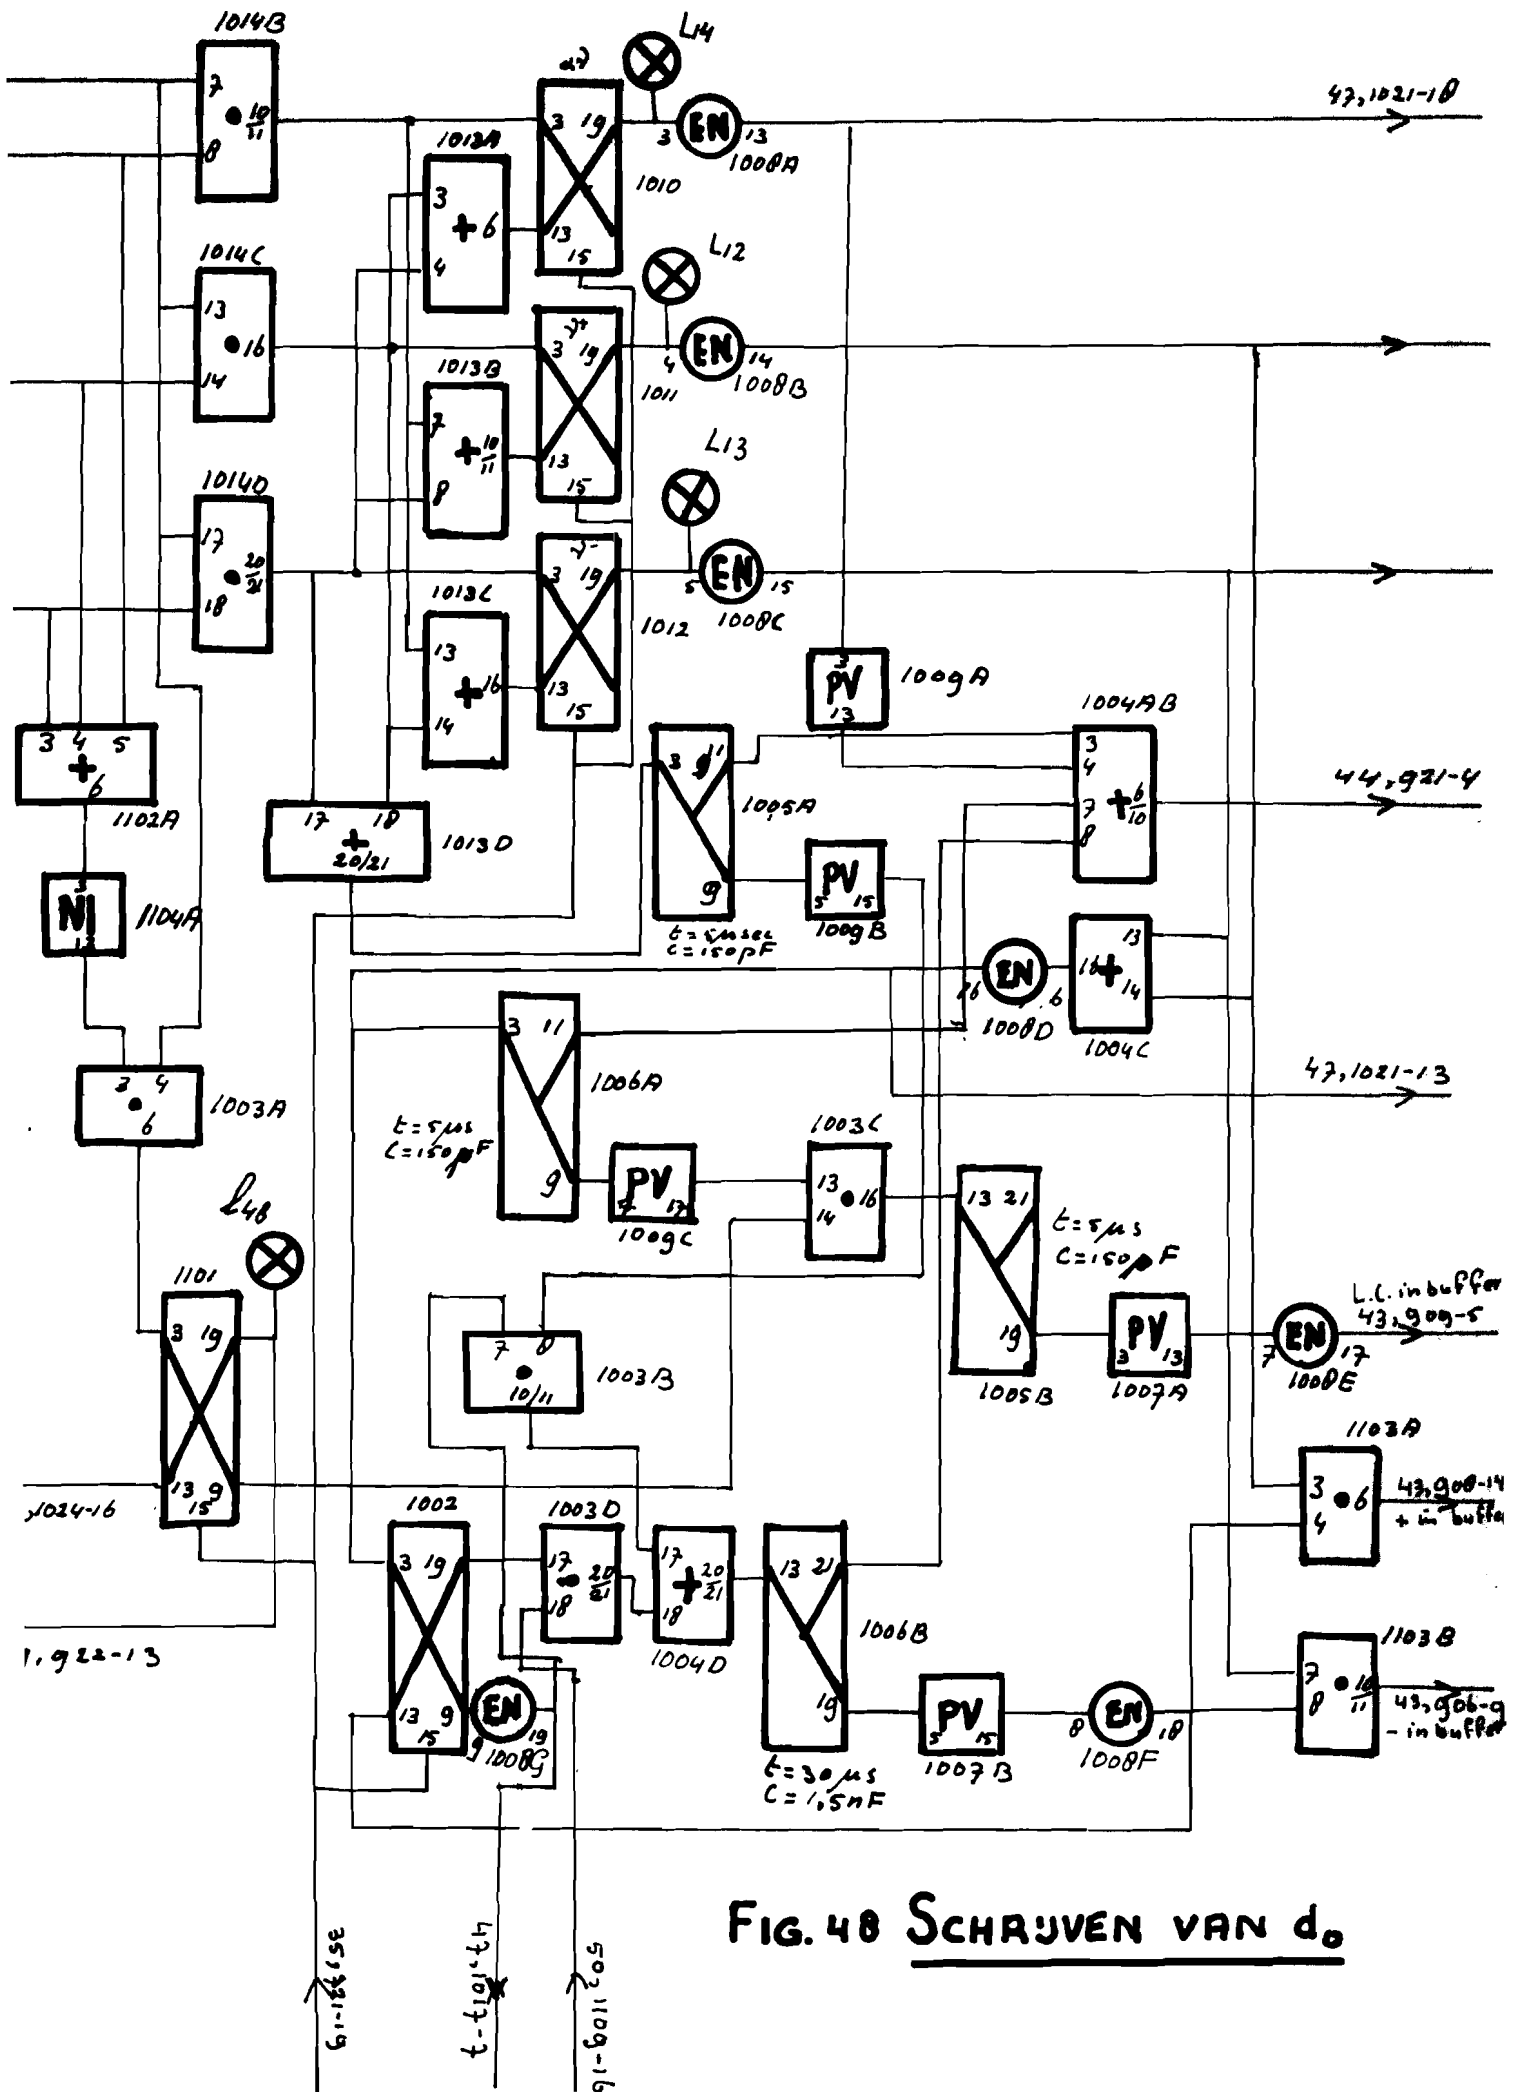 1014B
7
10/11
8
L14
3
19
13
15
1010
3
EN
13
1008A
47,1021-18
1013A
3
+ 6
4
1014C
13
16
14
L12
v+
3
19
13
15
1011
4
EN
14
1008B
1013B
7
+ 10/11
8
1014D
17
20/21
18
L13
v-
3
19
13
15
1012
5
EN
15
1008C
1013C
13
+ 16
14
3
PV
13
1009A
3 4 5
+
6
1102A
17 18
+
20/21
1013D
3
11
9
1005A
t=5μsec
C=150pF
PV
5 15
1009B
1004AB
3
4
7
8
+ 6/10
44,921-4
3
NI
1104A
13
16 +
14
1004C
EN
16 6
1008D
47,1021-13
3 4
6
1003A
3 11
9
1006A
t=5μs
C=150pF
PV
7 17
1009C
1003C
13
16
14
13 21
19
1005B
t=5μs
C=150pF
PV
3 13
1007A
EN
7 17
1008E
L.C. in buffer
43,909-5
L48
1101
3 19
13 9
15
,1024-16
922-13
7 8
10/11
1003B
1002
3 19
13 9
15
EN
9 19
1008G
1003D
17
20/21
18
17
+ 20/21
18
1004D
13 21
19
1006B
t=30μs
C=1,5nF
PV
5 15
1007B
EN
8 18
1008F
1103A
3
6
4
43,908-14
+ in buffer
1103B
7
10/11
8
43,906-9
- in buffer
FIG. 48 SCHRIJVEN VAN do